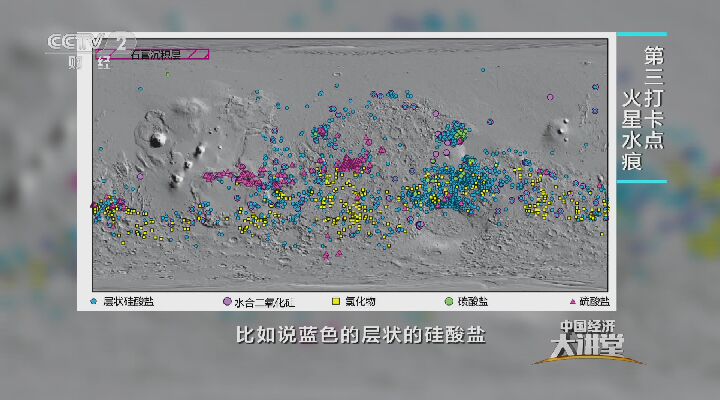 CCTV 2
财经
石膏沉积层
第三打卡点
火星水痕
层状硅酸盐
水合二氧化硅
氯化物
碳酸盐
硫酸盐
比如说蓝色的层状的硅酸盐
中国经济
大讲堂